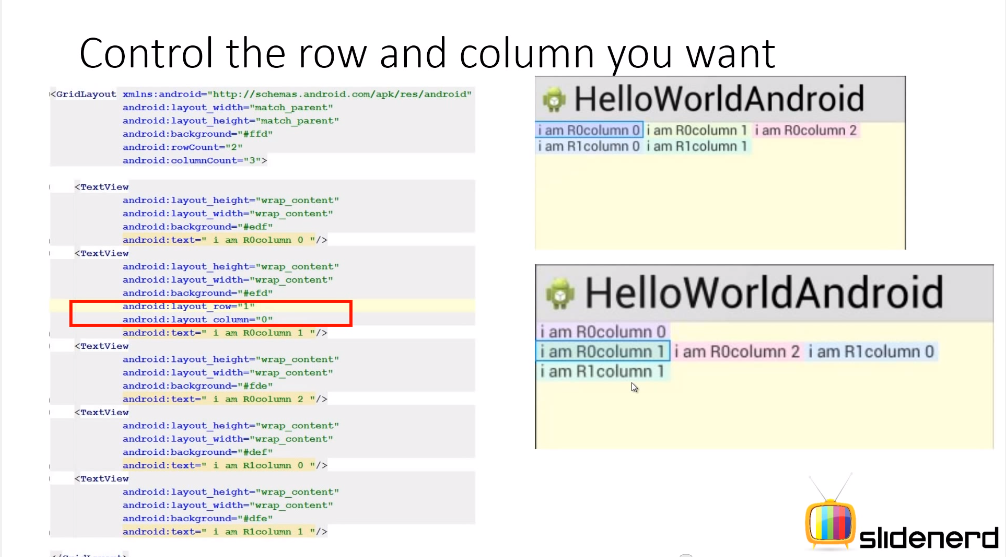 Control the row and column you want
<GridLayout xmlns:android="http://schemas.android.com/apk/res/android"
android:layout_width="match_parent"
android:layout_height="match_parent"
android:background="#ffd"
android:rowCount="2"
android:columnCount="3">
<TextView
android:layout_height="wrap_content"
android:layout_width="wrap_content"
android:background="#edf"
android:text=" i am R0column 0 "/>
<TextView
android:layout_height="wrap_content"
android:layout_width="wrap_content"
android:background="#efd"
android:layout_row="1"
android:layout_column="0"
android:text=" i am R0column 1 "/>
<TextView
android:layout_height="wrap_content"
android:layout_width="wrap_content"
android:background="#fde"
android:text=" i am R0column 2 "/>
<TextView
android:layout_height="wrap_content"
android:layout_width="wrap_content"
android:background="#def"
android:text=" i am R1column 0 "/>
<TextView
android:layout_height="wrap_content"
android:layout_width="wrap_content"
android:background="#dfe"
android:text=" i am R1column 1 "/>
</GridLayout>
HelloWorldAndroid
i am R0column 0 i am R0column 1 i am R0column 2
i am R1column 0 i am R1column 1
HelloWorldAndroid
i am R0column 0
i am R0column 1 i am R0column 2 i am R1column 0
i am R1column 1
slidenerd